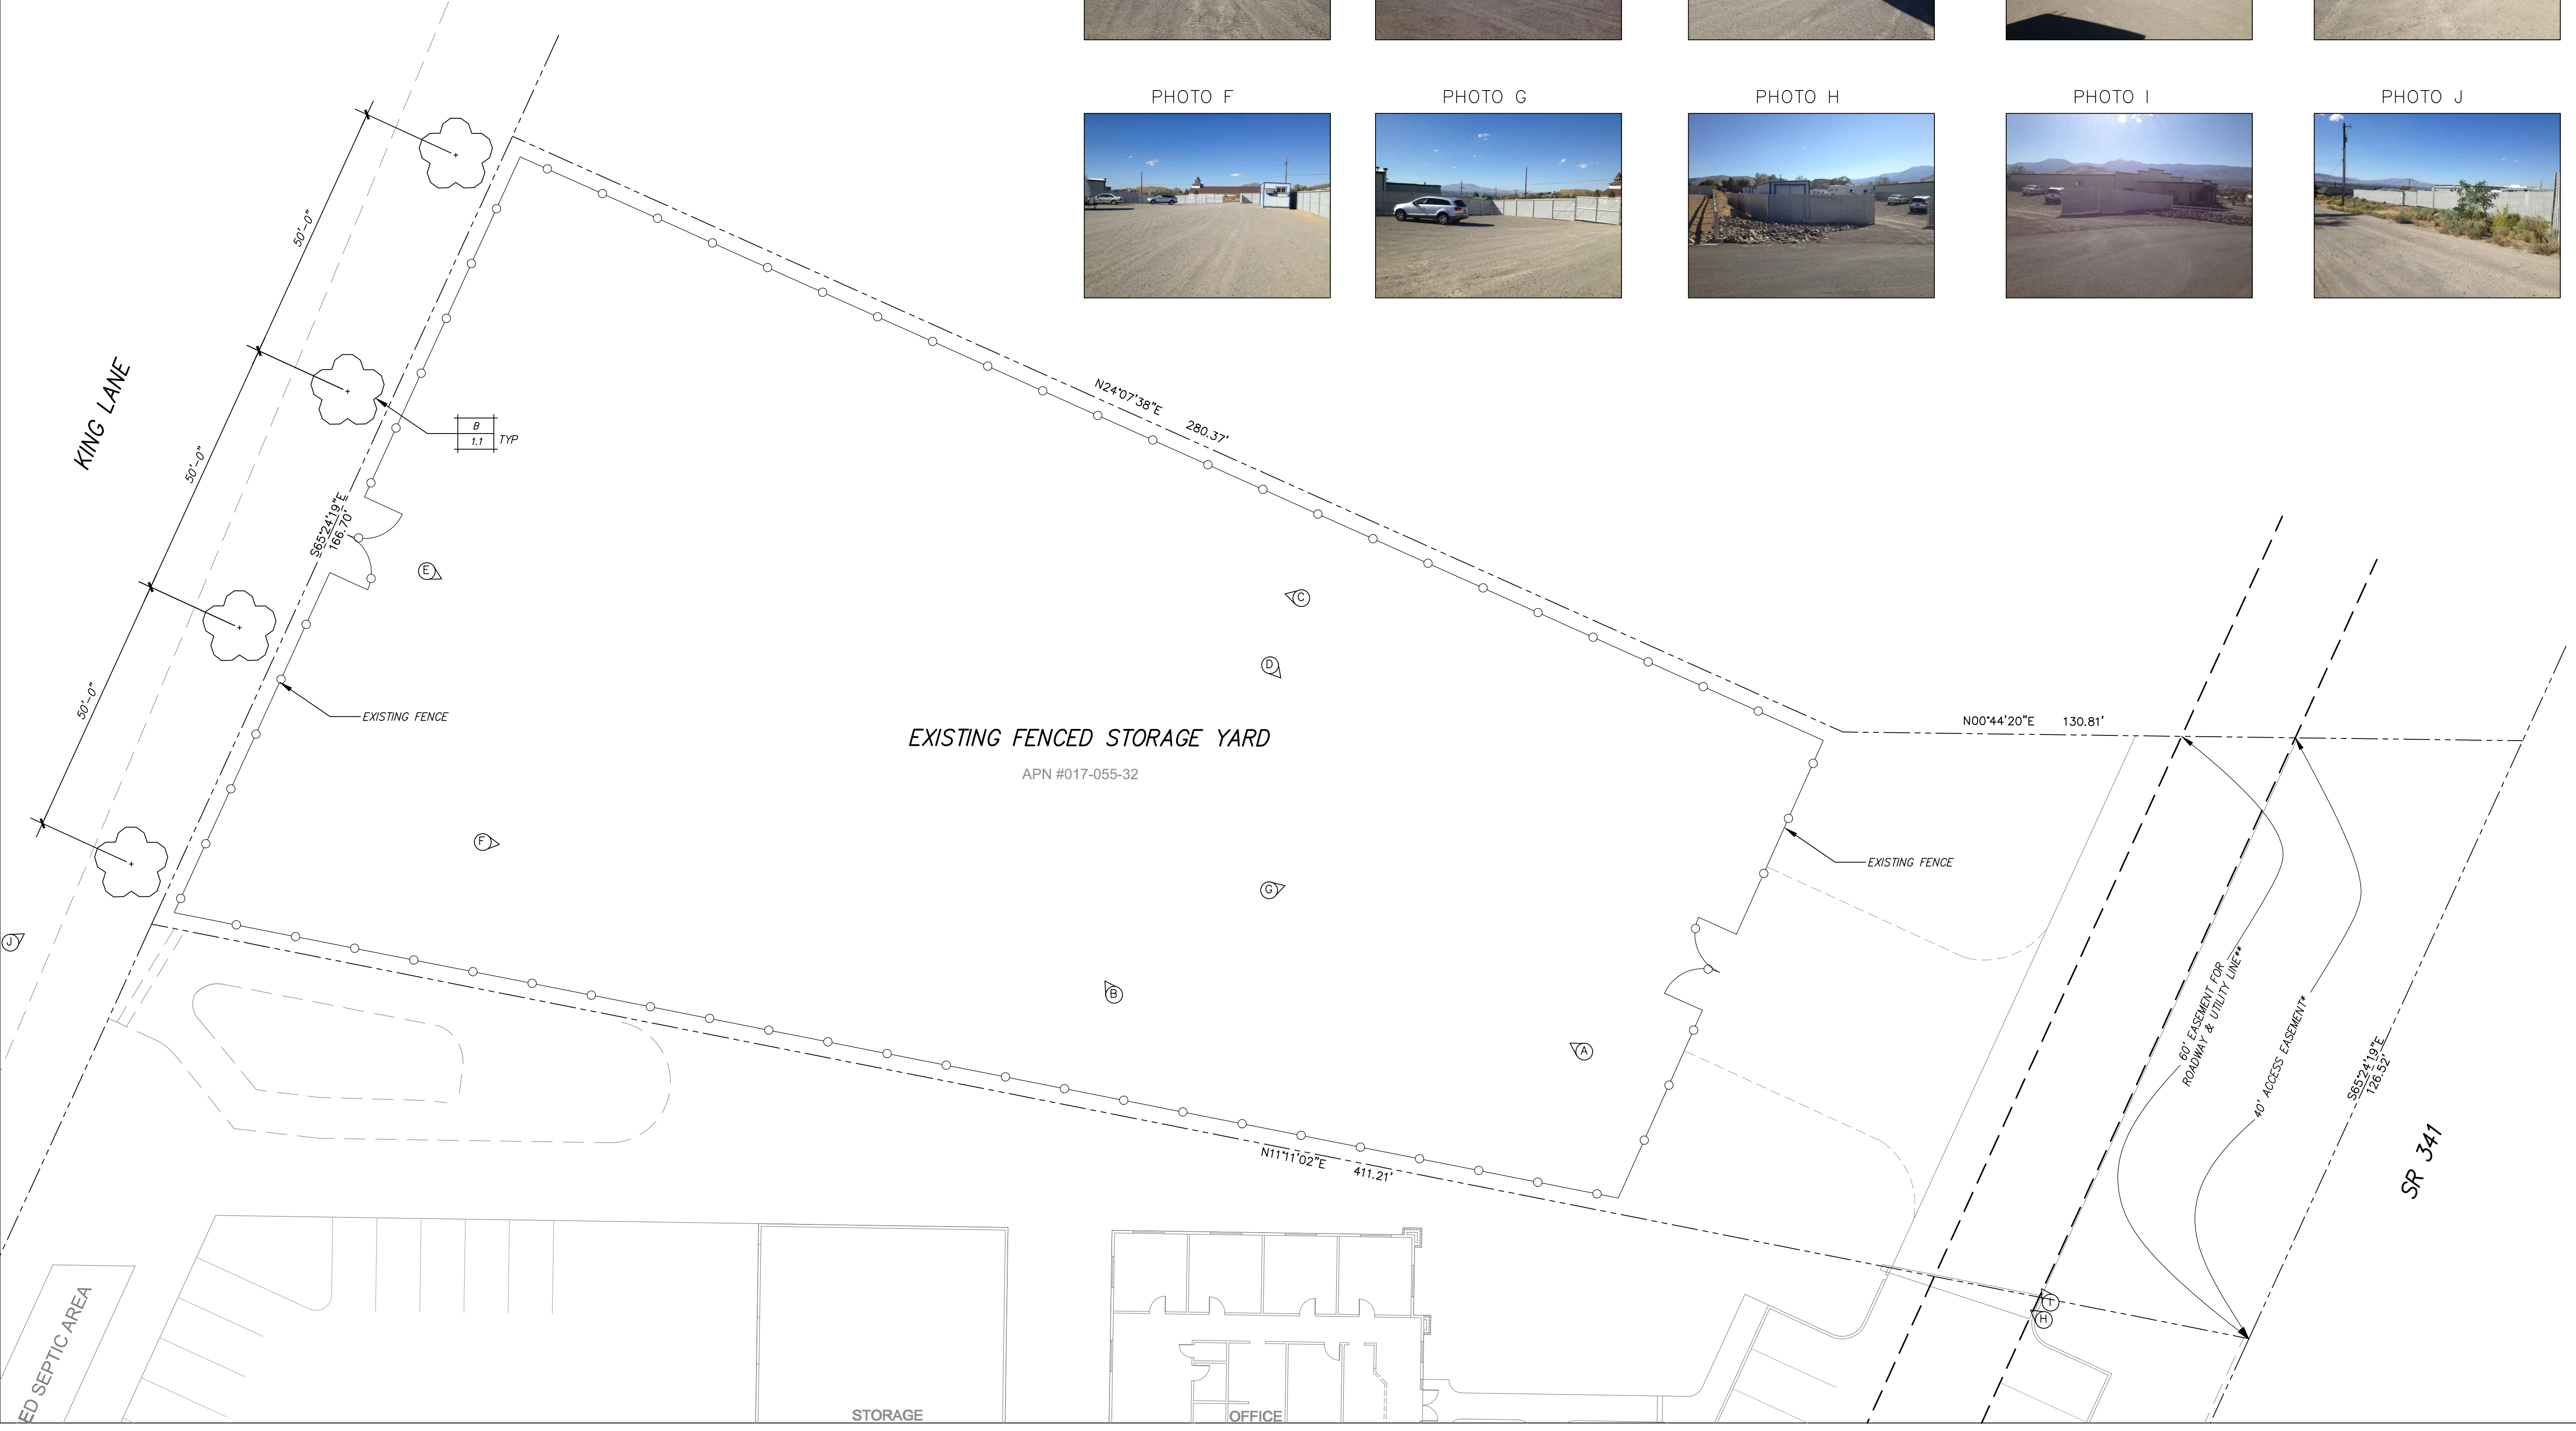 PHOTO F
PHOTO G
PHOTO H
PHOTO I
PHOTO J
50'-0"
KING LANE
N24°07'38"E 280.37'
B
1.1
TYP
50'-0"
S65°24'19"E
166.70'
E
C
D
50'-0"
EXISTING FENCE
EXISTING FENCED STORAGE YARD
APN #017-055-32
N00°44'20"E 130.81'
F
G
EXISTING FENCE
J
B
A
60' EASEMENT FOR
ROADWAY & UTILITY LINE**
40' ACCESS EASEMENT*
S65°24'19"E
126.52'
SR 341
N11°11'02"E 411.21'
I
H
ED SEPTIC AREA
STORAGE
OFFICE